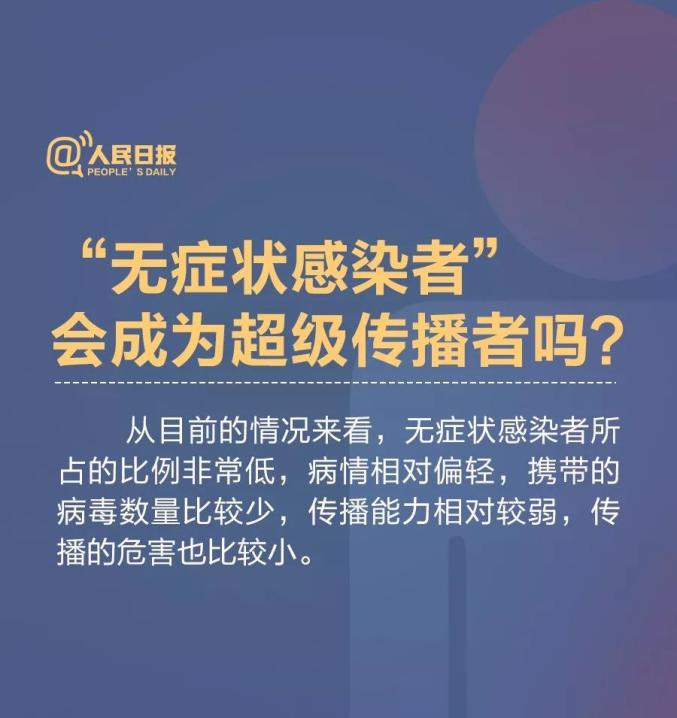 @人民日报
PEOPLE'S DAILY
“无症状感染者”
会成为超级传播者吗？
从目前的情况来看，无症状感染者所
占的比例非常低，病情相对偏轻，携带的
病毒数量比较少，传播能力相对较弱，传
播的危害也比较小。